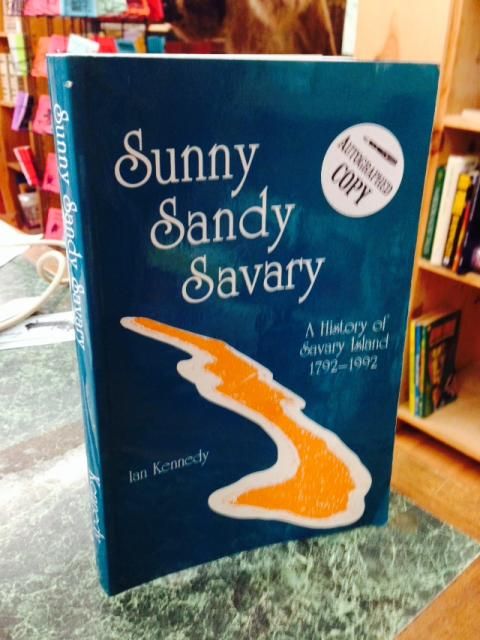 Sunny
Sandy
Savary
AUTOGRAPHED
COPY
A History of
Savary Island
1792=1992
Ian Kennedy
Sunny Sandy Savary
Kennedy